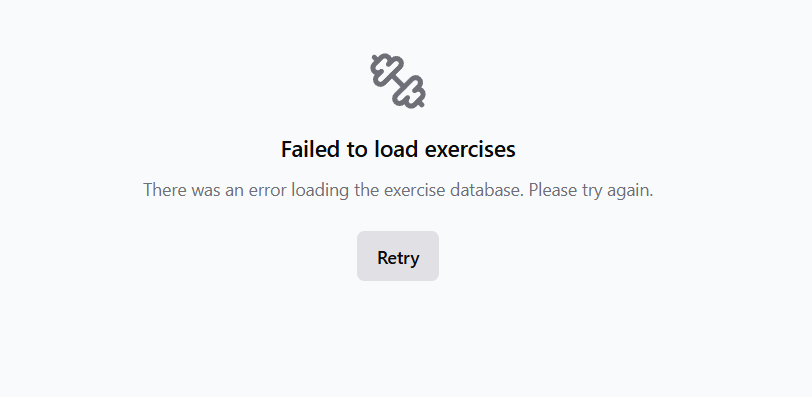 Failed to load exercises
There was an error loading the exercise database. Please try again.
Retry